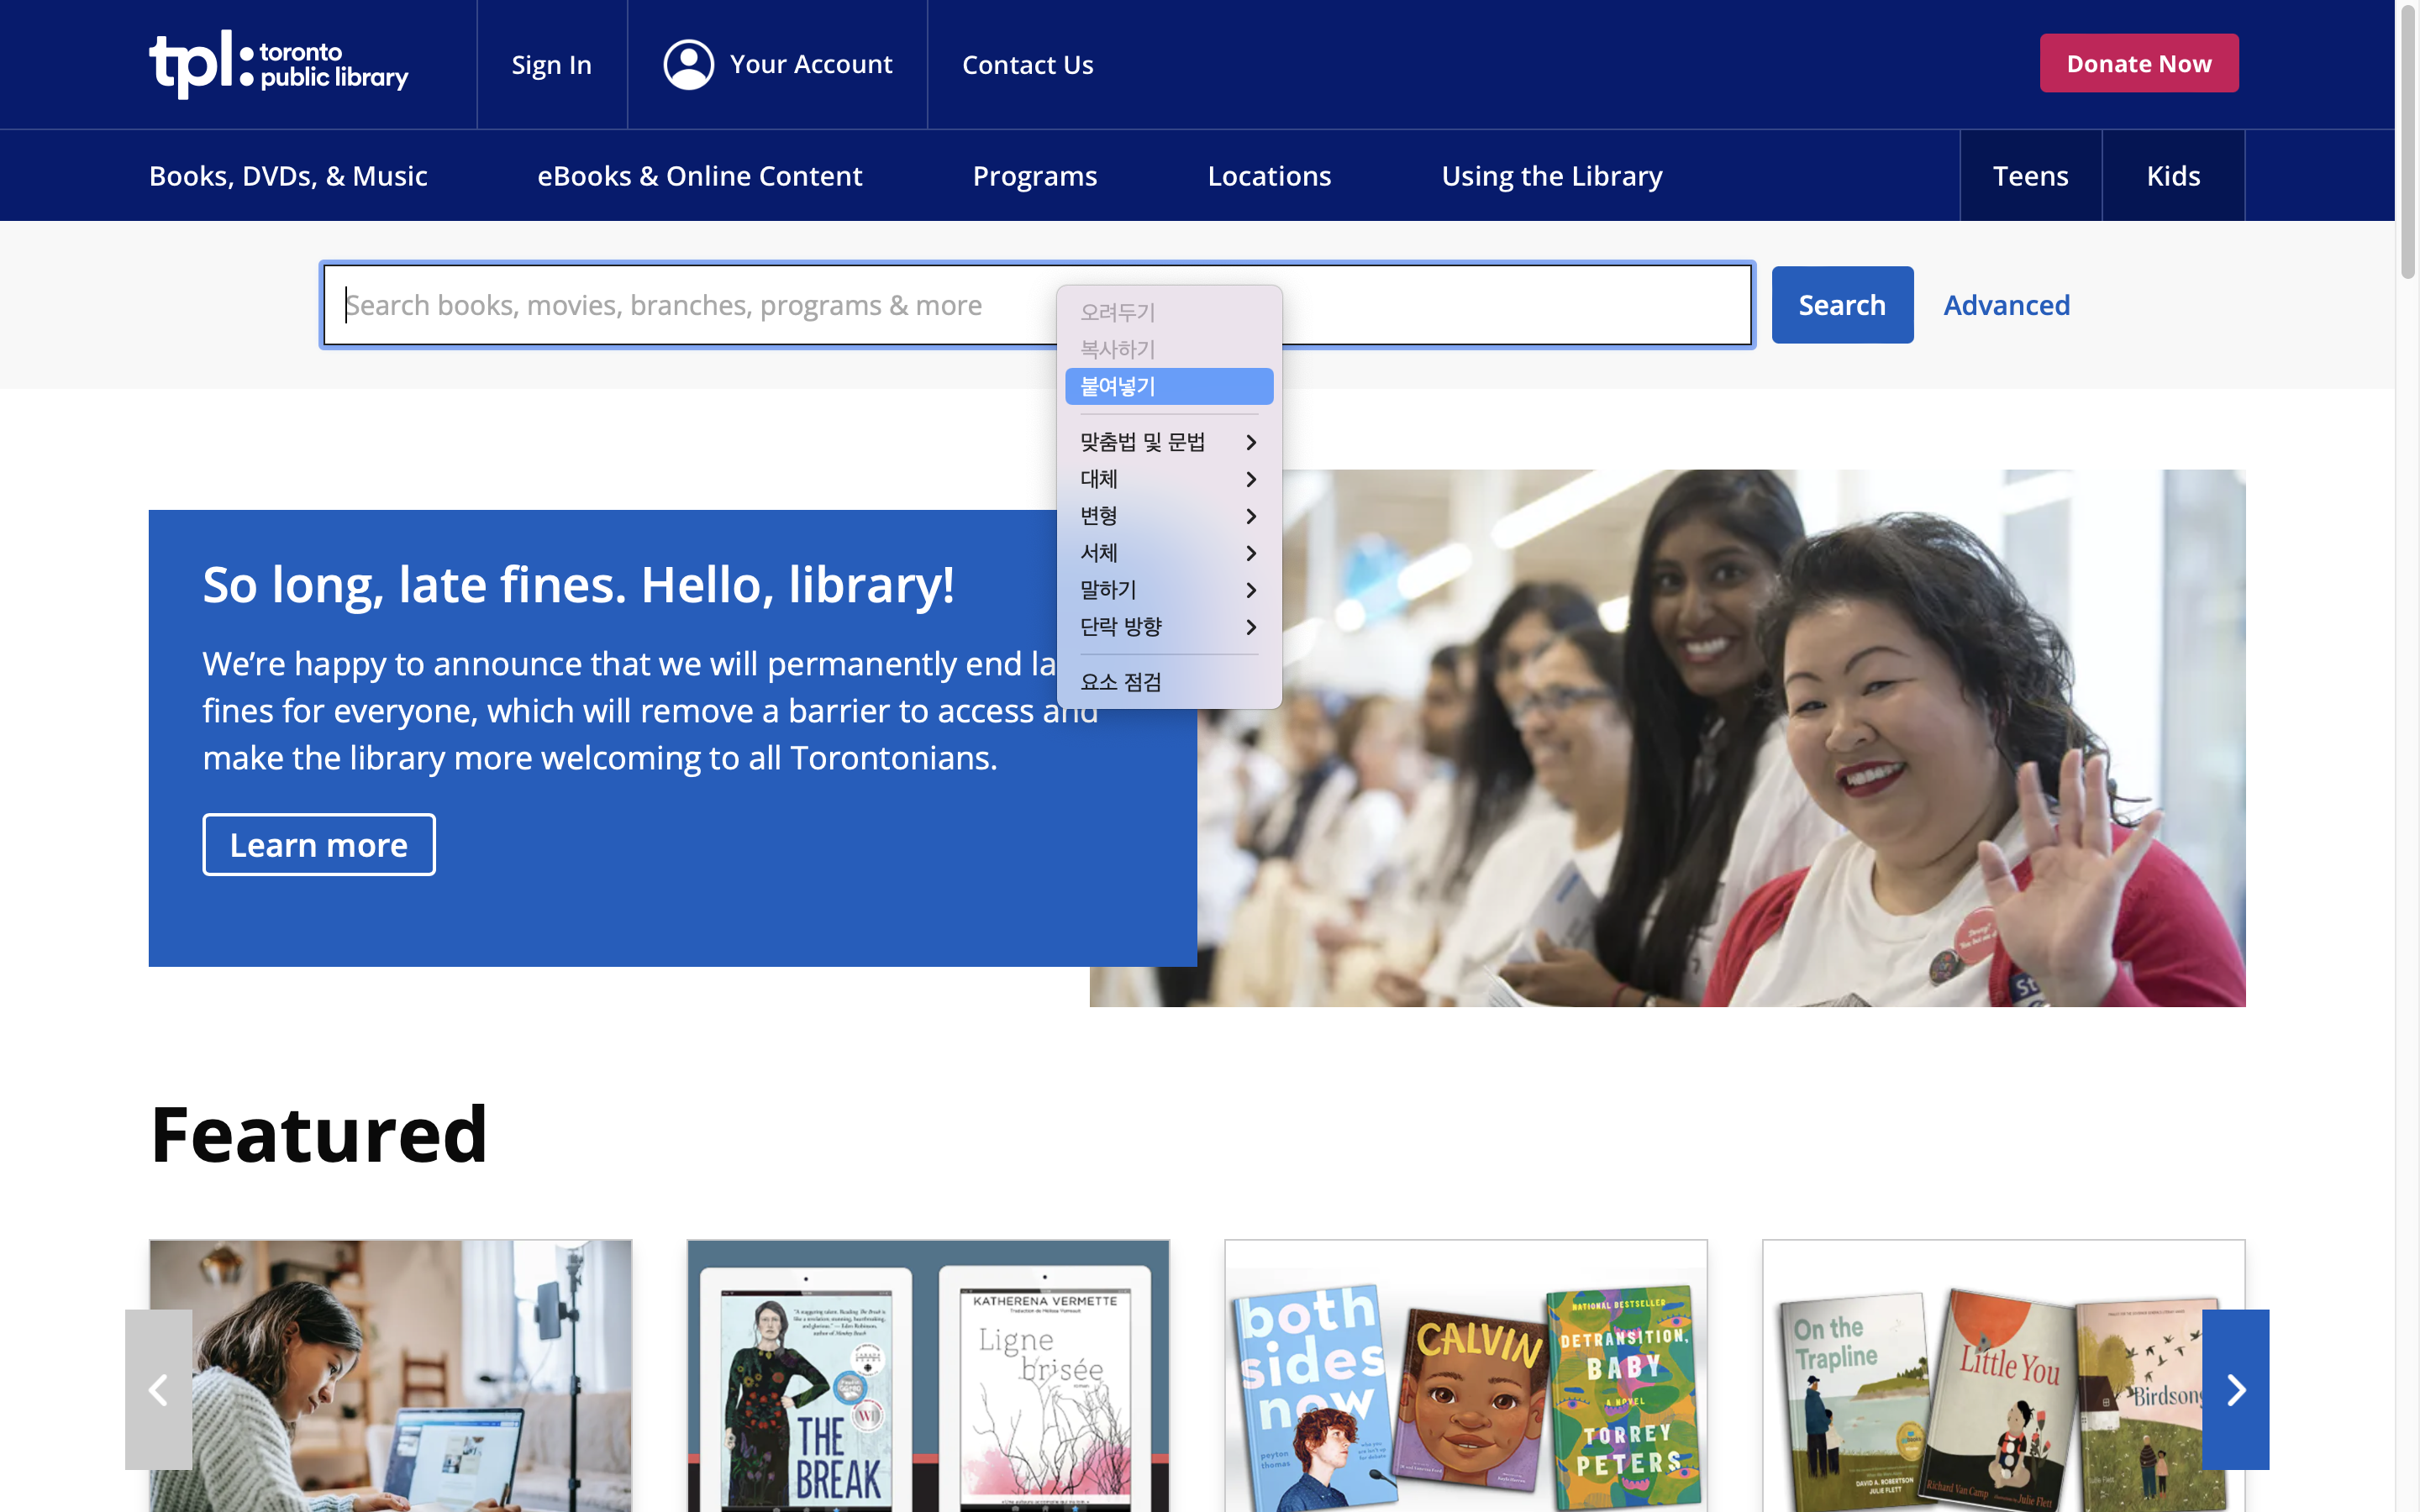 tpl: toronto public library
Sign In
Your Account
Contact Us
Donate Now
Books, DVDs, & Music
eBooks & Online Content
Programs
Locations
Using the Library
Teens
Kids
Search books, movies, branches, programs & more
Search
Advanced
오려두기
복사하기
붙여넣기
맞춤법 및 문법
대체
변형
서체
말하기
단락 방향
요소 점검
So long, late fines. Hello, library!
We’re happy to announce that we will permanently end la
fines for everyone, which will remove a barrier to access and
make the library more welcoming to all Torontonians.
Learn more
Featured
THE
BREAK
KATHERENA VERMETTE
Ligne
brisée
both
sides
now
peyton
thomas
CALVIN
NATIONAL BESTSELLER
DETRANSITION,
BABY
A NOVEL
TORREY
PETERS
On the
Trapline
DAVID A. ROBERTSON
JULIE FLETT
Little You
Richard Van Camp
Julie Flett
Birdsong